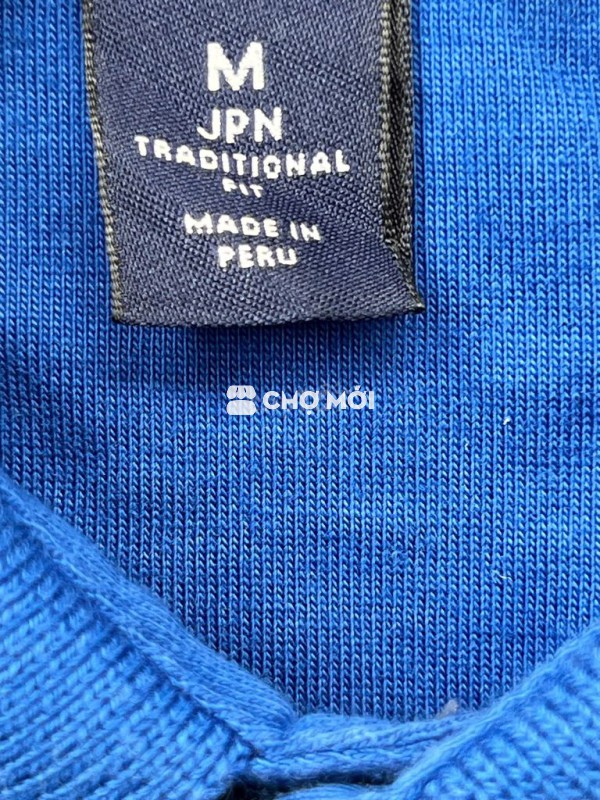 M
JPN
TRADITIONAL
FIT
MADE IN
PERU
CHỢ MỚI